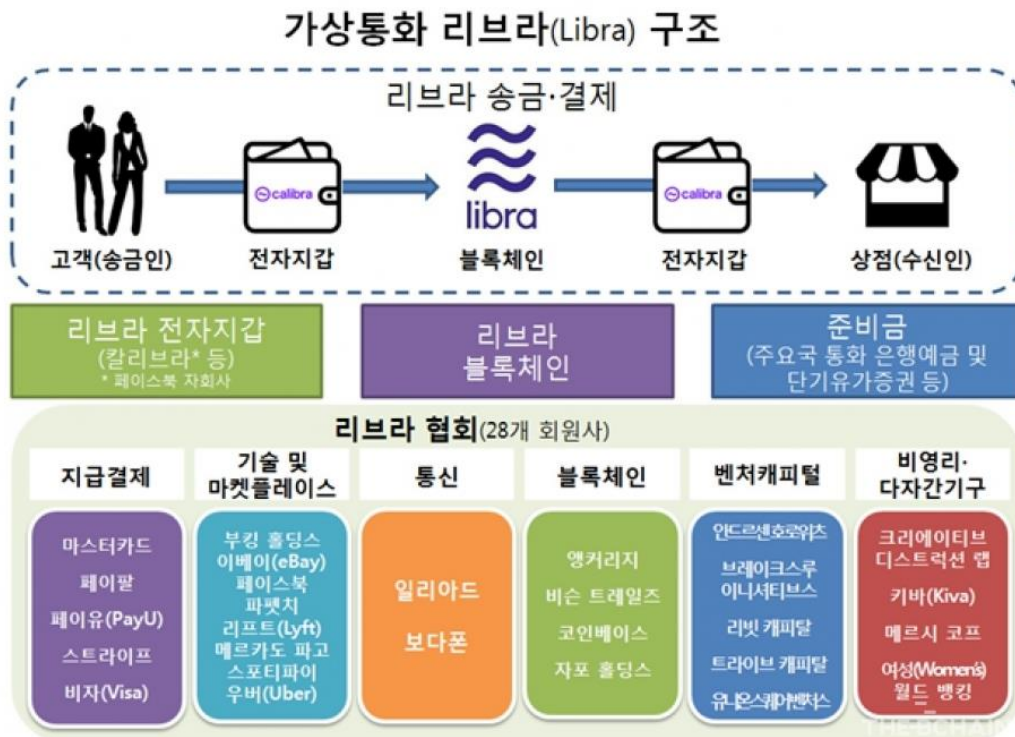 가상통화 리브라(Libra) 구조
리브라 송금·결제
calibra
libra
calibra
고객(송금인)
전자지갑
블록체인
전자지갑
상점(수신인)
리브라 전자지갑
(칼리브라* 등)
* 페이스북 자회사
리브라
블록체인
준비금
(주요국 통화 은행예금 및
단기유가증권 등)
리브라 협회(28개 회원사)
지급결제
마스터카드
페이팔
페이유(PayU)
스트라이프
비자(Visa)
기술 및
마켓플레이스
부킹 홀딩스
이베이(eBay)
페이스북
파펫치
리프트(Lyft)
메르카도 파고
스포티파이
우버(Uber)
통신
일리아드
보다폰
블록체인
앵커리지
비슨 트레일즈
코인베이스
자포 홀딩스
벤처캐피털
안드르센호로위츠
브레이크스루
이니셔티브스
리빗 캐피탈
트라이브 캐피탈
유니온스퀘어벤처스
비영리·
다자간기구
크리에이티브
디스트럭션 랩
키바(Kiva)
메르시 코프
여성(Women's)
월드 뱅킹
THE BCHAIN